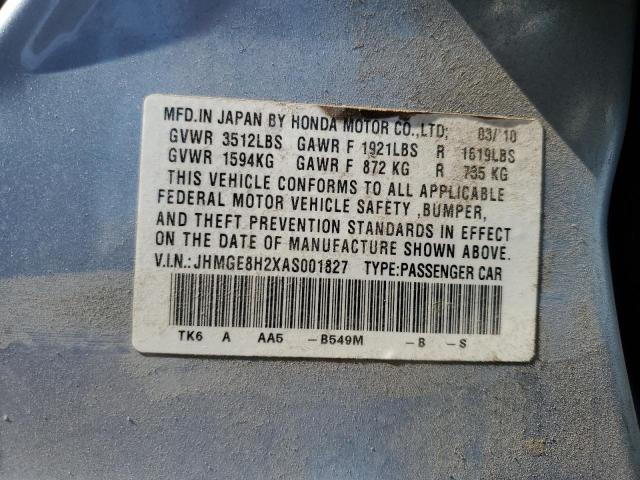 MFD.IN JAPAN BY HONDA MOTOR CO.,LTD; 03/'10
GVWR 3512LBS GAWR F 1921LBS R 1619LBS
GVWR 1594KG GAWR F 872 KG R 735 KG
THIS VEHICLE CONFORMS TO ALL APPLICABLE
FEDERAL MOTOR VEHICLE SAFETY ,BUMPER,
AND THEFT PREVENTION STANDARDS IN EFFECT
ON THE DATE OF MANUFACTURE SHOWN ABOVE.
V.I.N.:JHMGE8H2XAS001827 TYPE:PASSENGER CAR
TK6 A AA5 -B549M -B -S